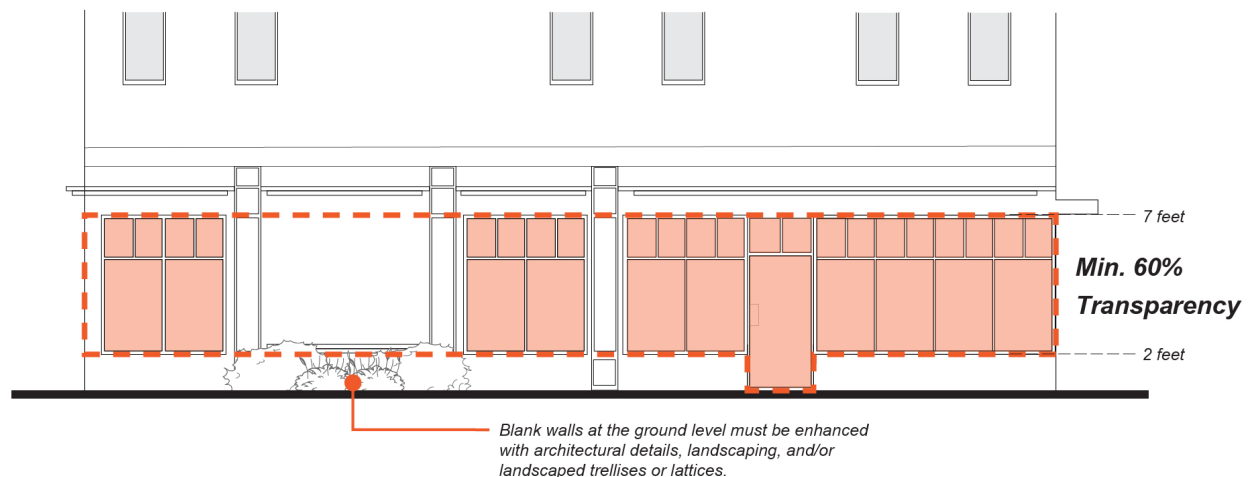 7 feet
Min. 60%
Transparency
2 feet
Blank walls at the ground level must be enhanced
with architectural details, landscaping, and/or
landscaped trellises or lattices.